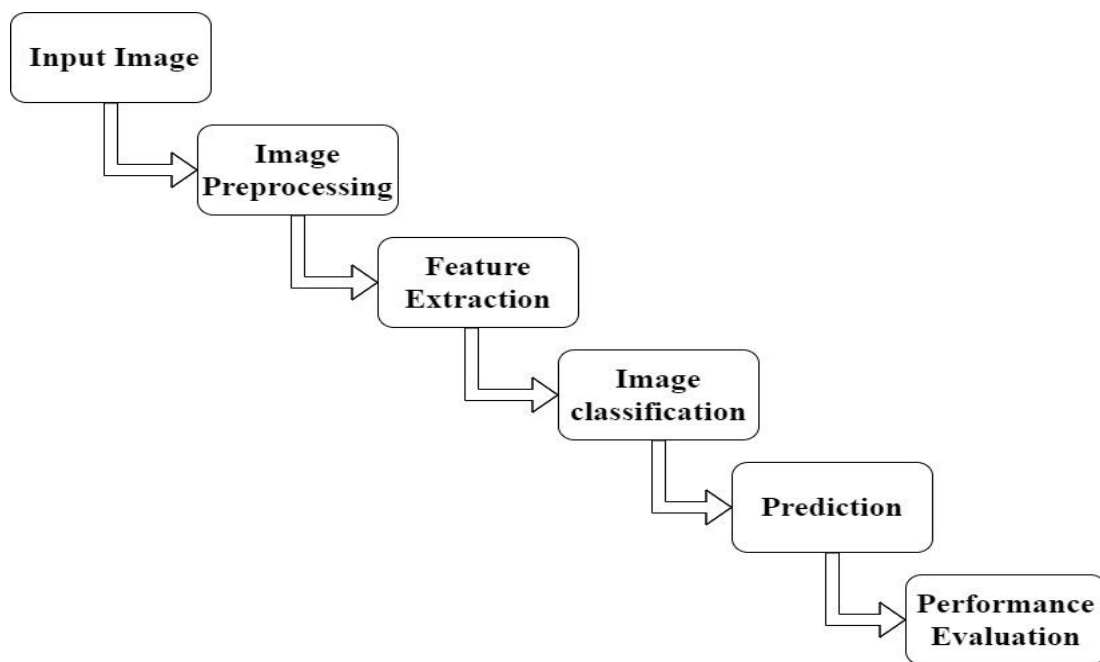 Input Image
Image
Preprocessing
Feature
Extraction
Image
classification
Prediction
Performance
Evaluation